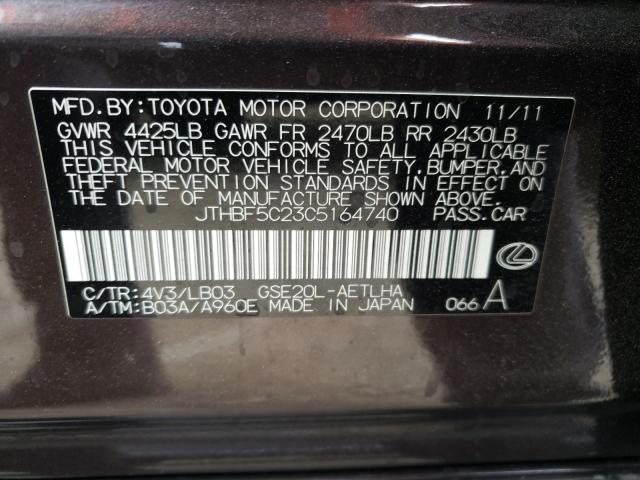 MFD.BY:TOYOTA MOTOR CORPORATION 11/11
GVWR 4425LB GAWR FR 2470LB RR 2430LB
THIS VEHICLE CONFORMS TO ALL APPLICABLE
FEDERAL MOTOR VEHICLE SAFETY,BUMPER,AND
THEFT PREVENTION STANDARDS IN EFFECT ON
THE DATE OF MANUFACTURE SHOWN ABOVE.
JTHBF5C23C5164740 PASS.CAR
C/TR:4V3/LB03 GSE20L-AETLHA
A/TM:B03A/A960E MADE IN JAPAN 066 A